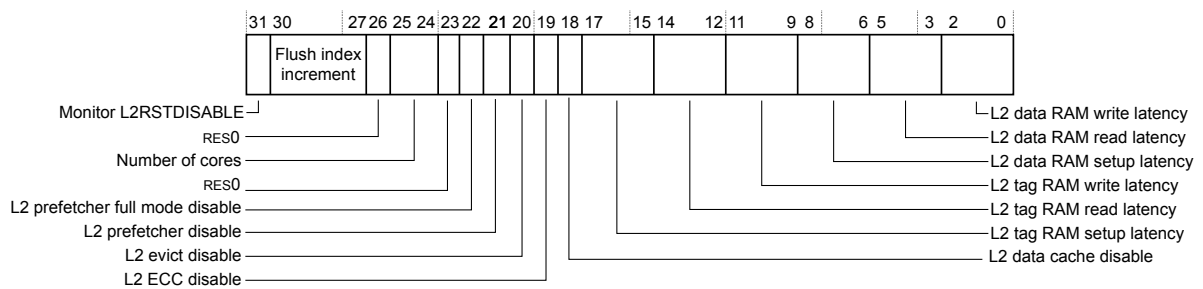 31 30 27 26 25 24 23 22 21 20 19 18 17 15 14 12 11 9 8 6 5 3 2 0
Flush index
increment
Monitor L2RSTDISABLE
RES0
Number of cores
RES0
L2 prefetcher full mode disable
L2 prefetcher disable
L2 evict disable
L2 ECC disable
L2 data RAM write latency
L2 data RAM read latency
L2 data RAM setup latency
L2 tag RAM write latency
L2 tag RAM read latency
L2 tag RAM setup latency
L2 data cache disable